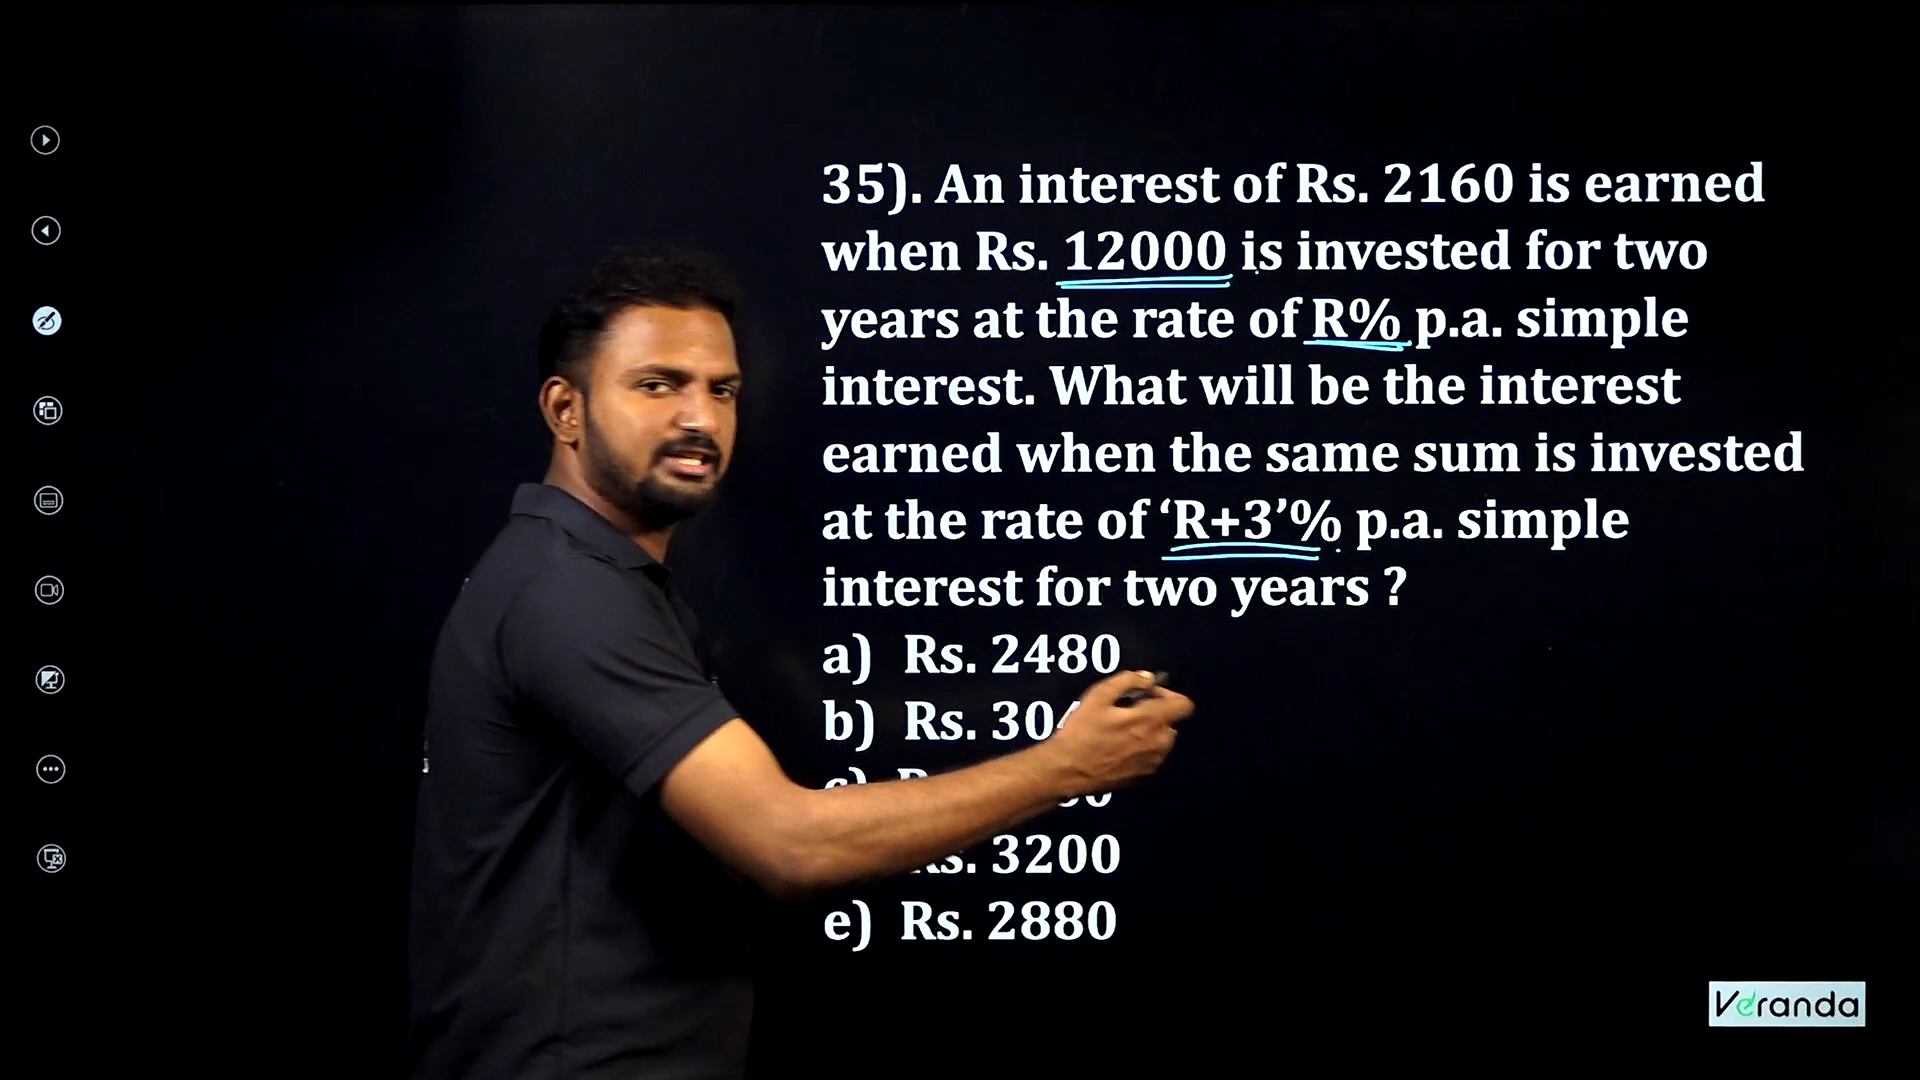 35). An interest of Rs. 2160 is earned
when Rs. 12000 is invested for two
years at the rate of R% p.a. simple
interest. What will be the interest
earned when the same sum is invested
at the rate of ‘R+3’% p.a. simple
interest for two years ?
a) Rs. 2480
b) Rs.
c)
Rs. 3200
e) Rs. 2880
Veranda